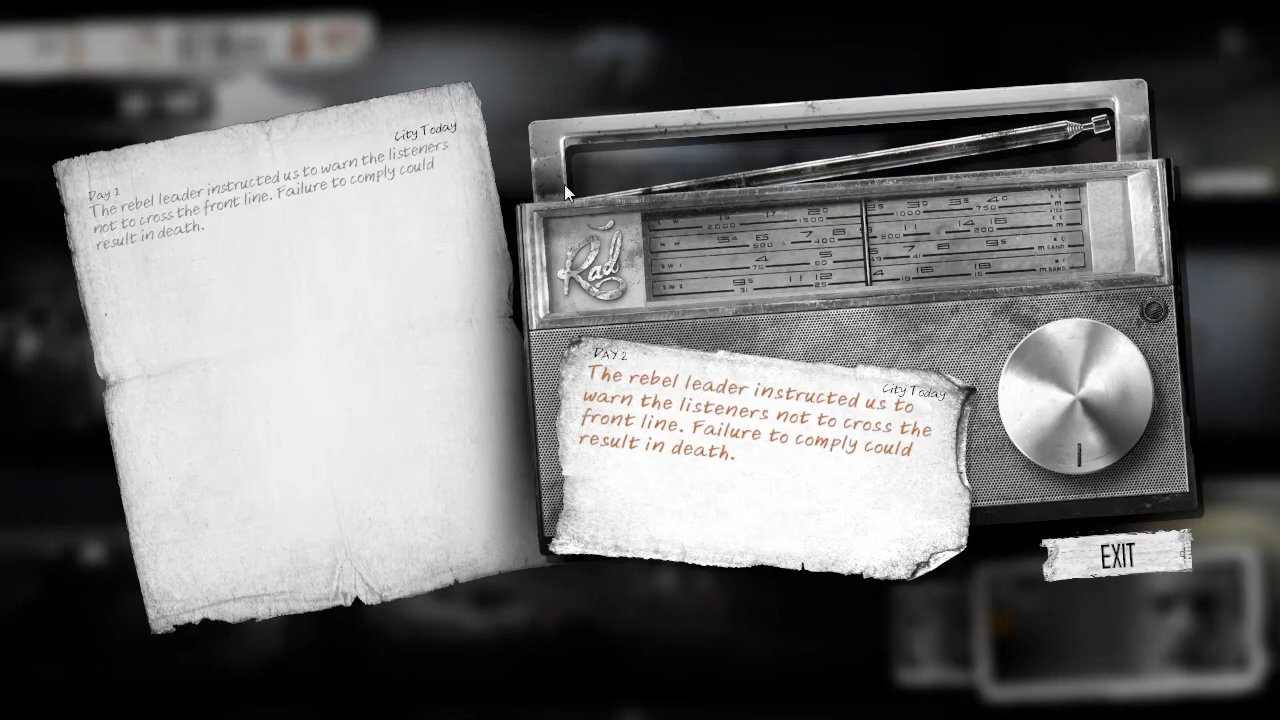 City Today
Day 1
The rebel leader instructed us to warn the listeners
not to cross the front line. Failure to comply could
result in death.
Rad
DAY 2
City Today
The rebel leader instructed us to
warn the listeners not to cross the
front line. Failure to comply could
result in death.
EXIT